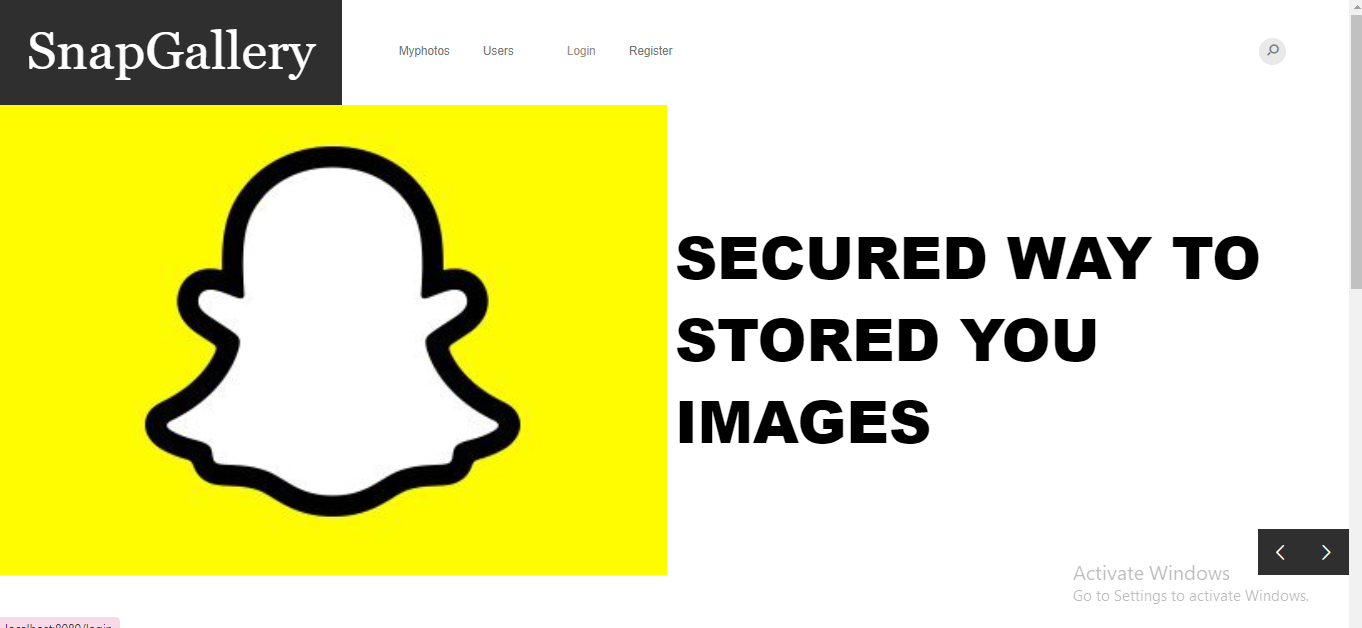 SnapGallery
Myphotos Users Login Register
SECURED WAY TO
STORED YOU
IMAGES
Activate Windows
Go to Settings to activate Windows.
localhost:8080/login